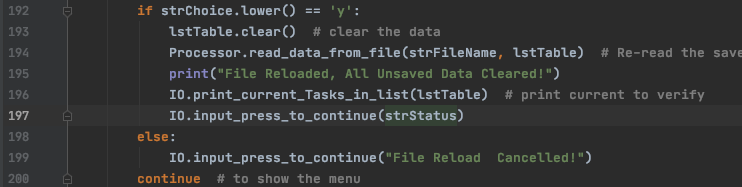 192 if strChoice.lower() == 'y':
193 lstTable.clear()  # clear the data
194 Processor.read_data_from_file(strFileName, lstTable)  # Re-read the save
195 print("File Reloaded, All Unsaved Data Cleared!")
196 IO.print_current_Tasks_in_list(lstTable)  # print current to verify
197 IO.input_press_to_continue(strStatus)
198 else:
199 IO.input_press_to_continue("File Reload  Cancelled!")
200 continue  # to show the menu